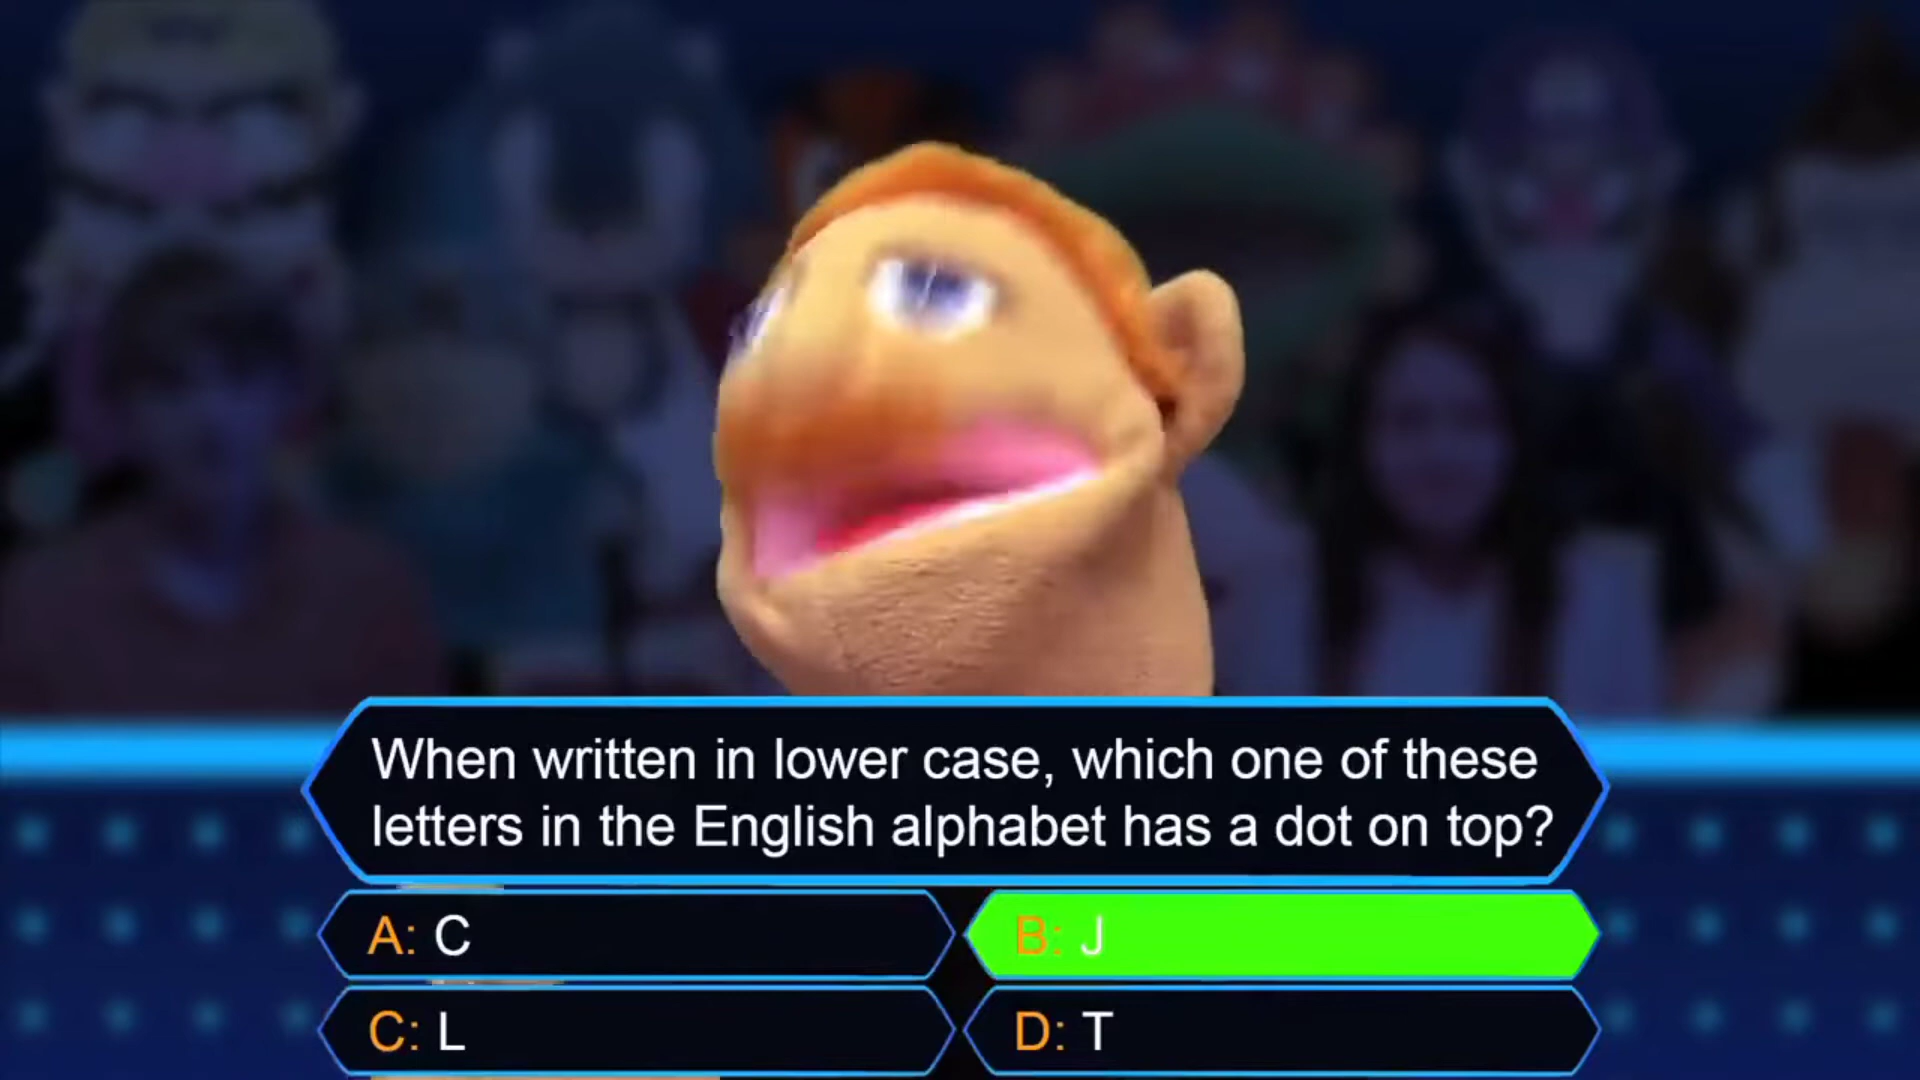 When written in lower case, which one of these
letters in the English alphabet has a dot on top?
A: C
B: J
C: L
D: T